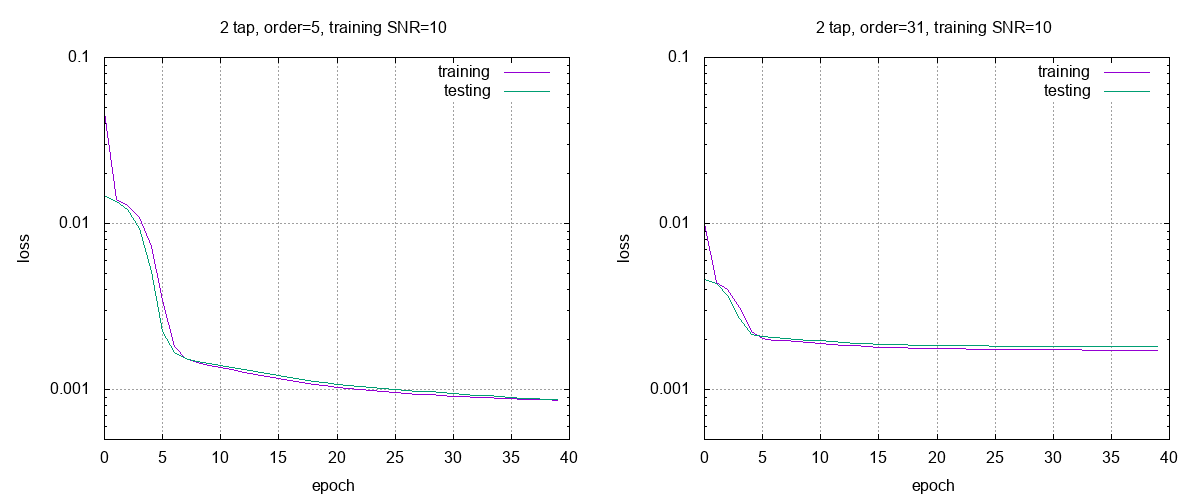 2 tap, order=5, training SNR=10
0.1
training
testing
0.01
loss
0.001
0 5 10 15 20 25 30 35 40
epoch
2 tap, order=31, training SNR=10
0.1
training
testing
0.01
loss
0.001
0 5 10 15 20 25 30 35 40
epoch